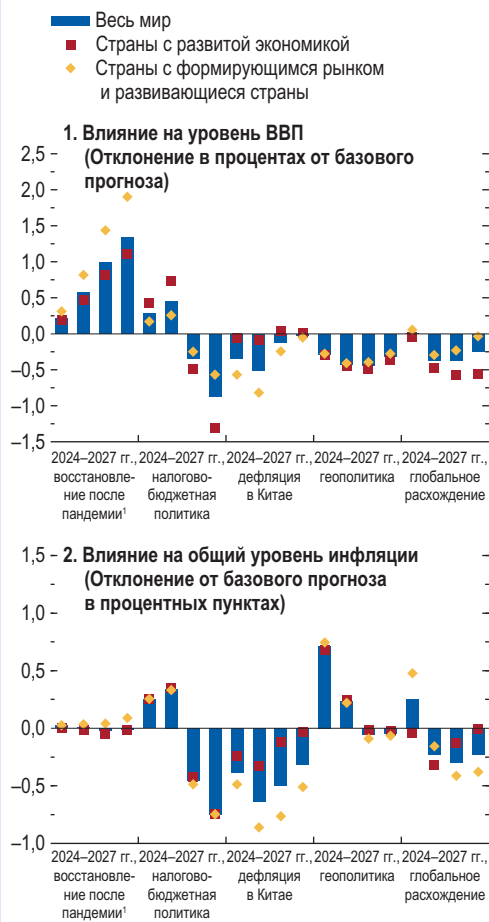 Весь мир
Страны с развитой экономикой
Страны с формирующимся рынком
и развивающиеся страны
1. Влияние на уровень ВВП
(Отклонение в процентах от базового
прогноза)
2,5
2,0
1,5
1,0
0,5
0,0
–0,5
–1,0
–1,5
2024–2027 гг., 2024–2027 гг., 2024–2027 гг., 2024–2027 гг., 2024–2027 гг.,
восстановле- налогово- дефляция геополитика глобальное
ние после бюджетная в Китае расхождение
пандемии¹ политика
2. Влияние на общий уровень инфляции
(Отклонение от базового прогноза
в процентных пунктах)
1,5
1,0
0,5
0,0
–0,5
–1,0
2024–2027 гг., 2024–2027 гг., 2024–2027 гг., 2024–2027 гг., 2024–2027 гг.,
восстановле- налогово- дефляция геополитика глобальное
ние после бюджетная в Китае расхождение
пандемии¹ политика